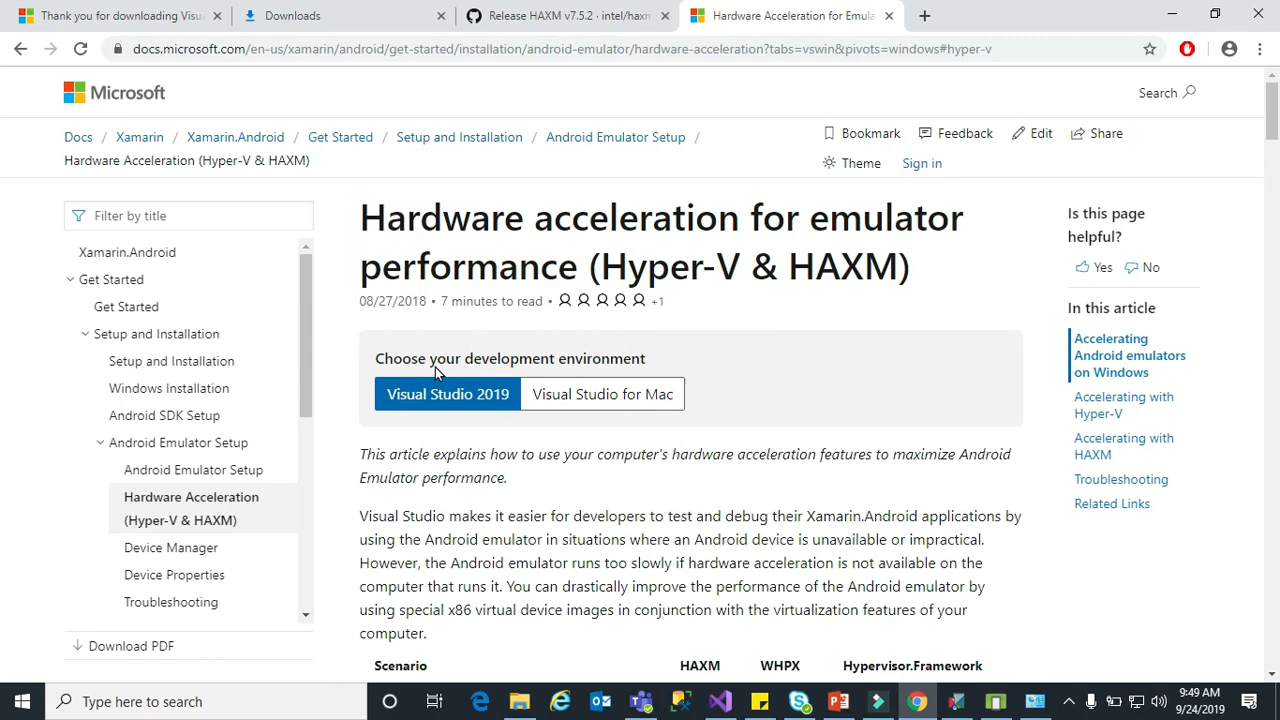 Thank you for downloading Visua
Downloads
Release HAXM v7.5.2 · intel/haxm
Hardware Acceleration for Emula
docs.microsoft.com/en-us/xamarin/android/get-started/installation/android-emulator/hardware-acceleration?tabs=vswin&pivots=windows#hyper-v
Microsoft
Search
Docs / Xamarin / Xamarin.Android / Get Started / Setup and Installation / Android Emulator Setup /
Hardware Acceleration (Hyper-V & HAXM)
Bookmark Feedback Edit Share
Theme Sign in
Filter by title
Xamarin.Android
Get Started
Get Started
Setup and Installation
Setup and Installation
Windows Installation
Android SDK Setup
Android Emulator Setup
Android Emulator Setup
Hardware Acceleration
(Hyper-V & HAXM)
Device Manager
Device Properties
Troubleshooting
Download PDF
Hardware acceleration for emulator
performance (Hyper-V & HAXM)
08/27/2018 • 7 minutes to read • +1
Choose your development environment
Visual Studio 2019 Visual Studio for Mac
This article explains how to use your computer's hardware acceleration features to maximize Android
Emulator performance.
Visual Studio makes it easier for developers to test and debug their Xamarin.Android applications by
using the Android emulator in situations where an Android device is unavailable or impractical.
However, the Android emulator runs too slowly if hardware acceleration is not available on the
computer that runs it. You can drastically improve the performance of the Android emulator by
using special x86 virtual device images in conjunction with the virtualization features of your
computer.
Scenario HAXM WHPX Hypervisor.Framework
Is this page
helpful?
Yes No
In this article
Accelerating
Android emulators
on Windows
Accelerating with
Hyper-V
Accelerating with
HAXM
Troubleshooting
Related Links
Type here to search
9:49 AM
9/24/2019